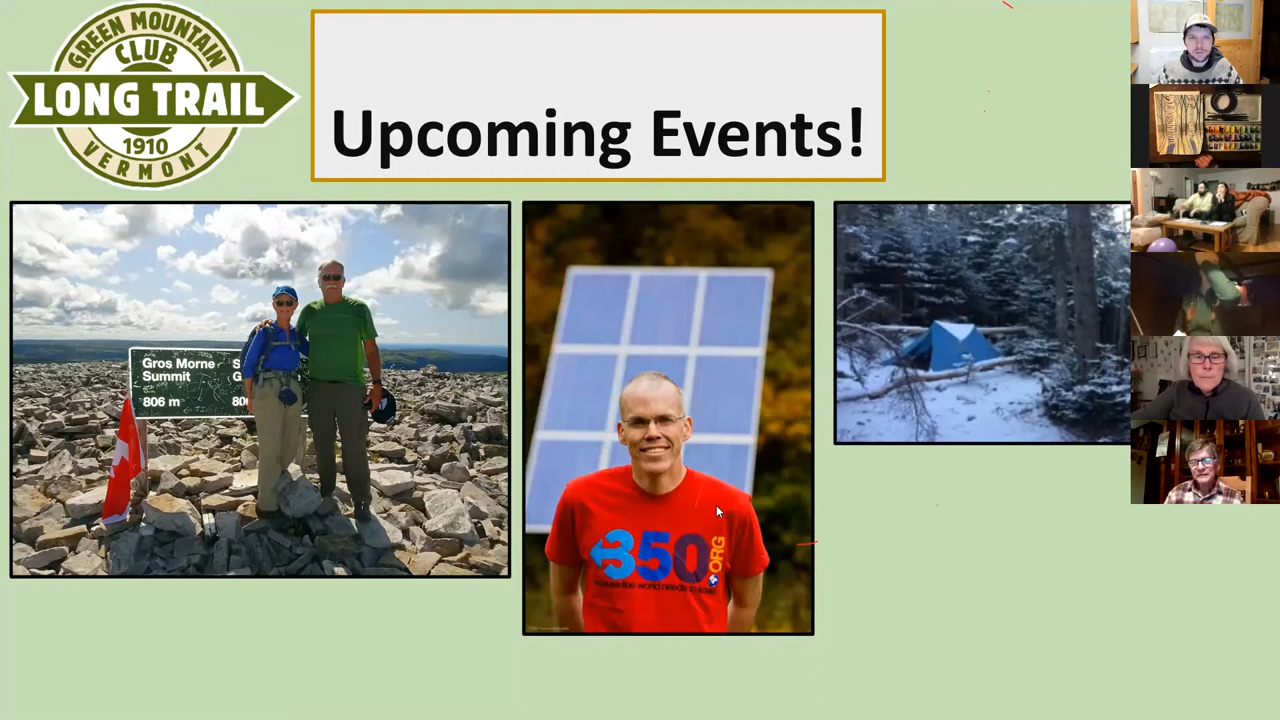 GREEN MOUNTAIN
CLUB
LONG TRAIL
1910
VERMONT
Upcoming Events!
Gros Morne
Summit
806 m
350
.ORG